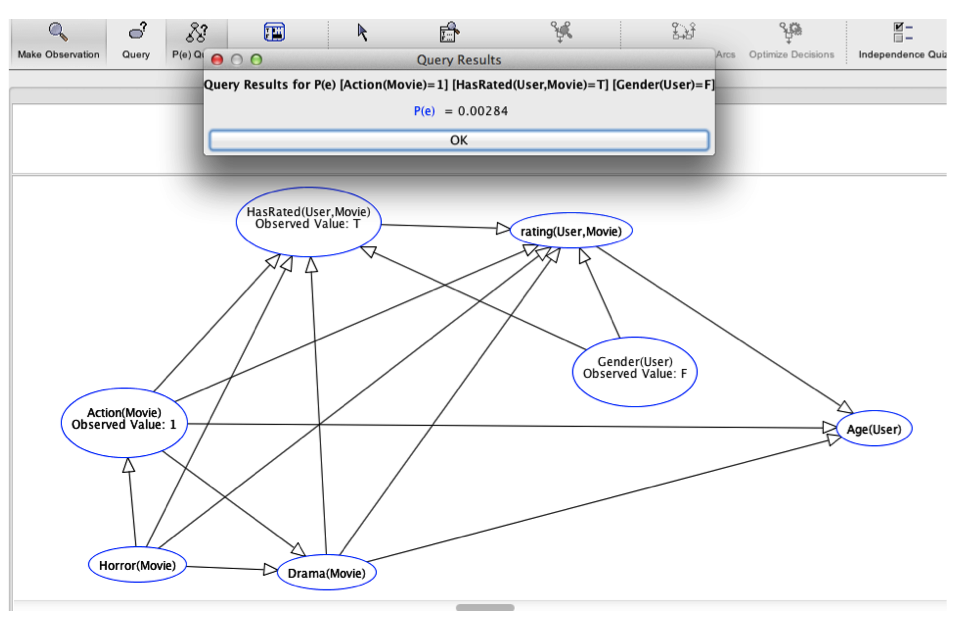 Make Observation
Query
P(e) Qu
Arcs
Optimize Decisions
Independence Quiz
Query Results
Query Results for P(e) [Action(Movie)=1] [HasRated(User,Movie)=T] [Gender(User)=F]
P(e) = 0.00284
OK
HasRated(User,Movie)
Observed Value: T
rating(User,Movie)
Gender(User)
Observed Value: F
Action(Movie)
Observed Value: 1
Age(User)
Horror(Movie)
Drama(Movie)